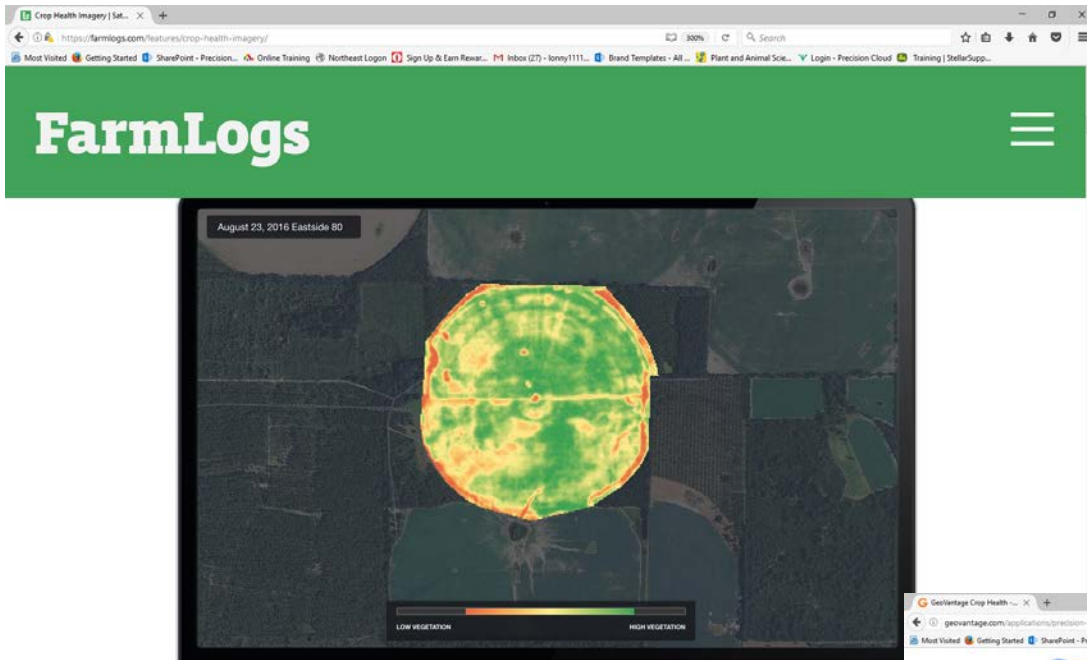 Crop Health Imagery | Sat...
https://farmlogs.com/features/crop-health-imagery/
300%
Search
Most Visited Getting Started SharePoint - Precision... Online Training Northeast Logon Sign Up & Earn Rewar... Inbox (27) - lonny1111... Brand Templates - All ... Plant and Animal Scie... Login - Precision Cloud Training | StellarSupp...
FarmLogs
August 23, 2016 Eastside 80
LOW VEGETATION
HIGH VEGETATION
GeoVantage Crop Health -...
geovantage.com/applications/precision-
Most Visited Getting Started SharePoint - Pr